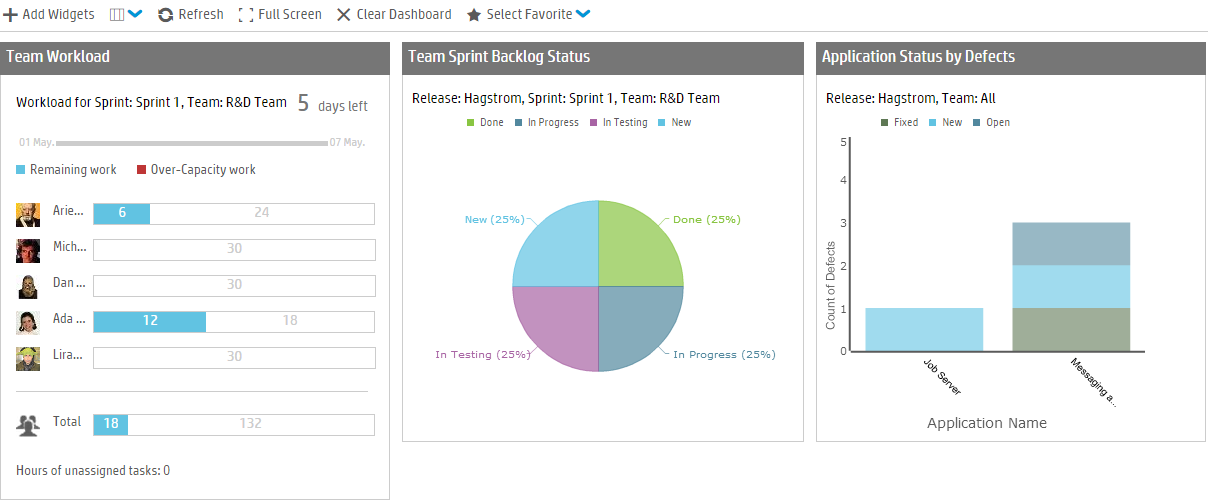 Add Widgets Refresh Full Screen Clear Dashboard Select Favorite
Team Workload
Workload for Sprint: Sprint 1, Team: R&D Team 5 days left
01 May. 07 May.
Remaining work Over-Capacity work
Arie... 6 24
Mich... 30
Dan ... 30
Ada ... 12 18
Lira... 30
Total 18 132
Hours of unassigned tasks: 0
Team Sprint Backlog Status
Release: Hagstrom, Sprint: Sprint 1, Team: R&D Team
Done In Progress In Testing New
New (25%) Done (25%)
In Testing (25%) In Progress (25%)
Application Status by Defects
Release: Hagstrom, Team: All
Fixed New Open
Count of Defects
5
4
3
2
1
0
Job Server Messaging a...
Application Name